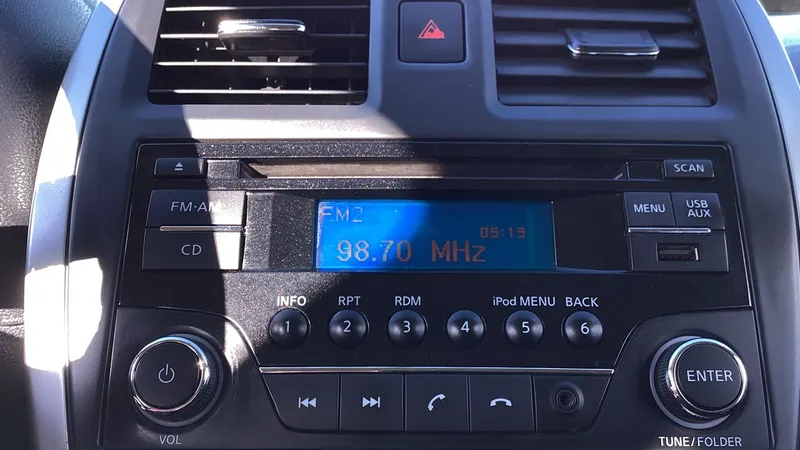 SCAN
FM·AM
MENU
USB
AUX
CD
FM2
05:13
98.70 MHz
INFO
RPT
RDM
iPod MENU
BACK
1
2
3
4
5
6
ENTER
VOL
TUNE/FOLDER